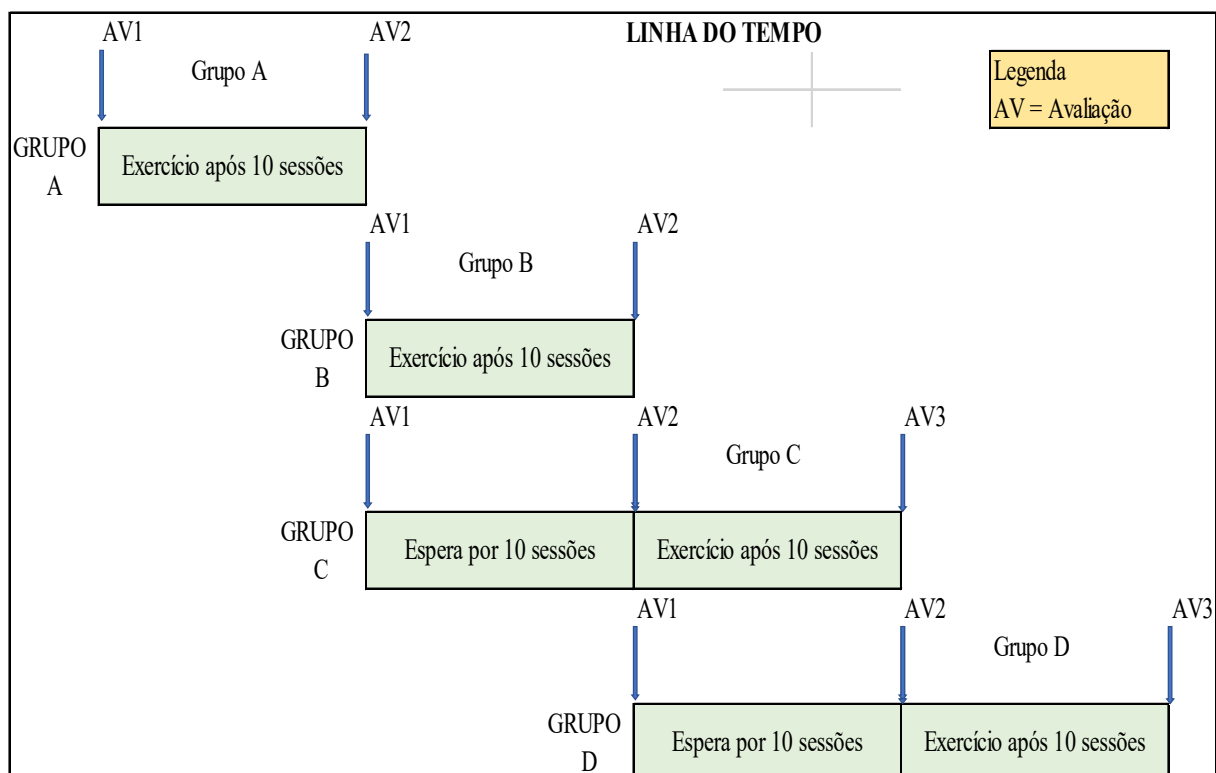 LINHA DO TEMPO
AV1
AV2
Grupo A
Legenda
AV = Avaliação
GRUPO
A
Exercício após 10 sessões
AV1
AV2
Grupo B
GRUPO
B
Exercício após 10 sessões
AV1
AV2
AV3
Grupo C
GRUPO
C
Espera por 10 sessões
Exercício após 10 sessões
AV1
AV2
AV3
Grupo D
GRUPO
D
Espera por 10 sessões
Exercício após 10 sessões